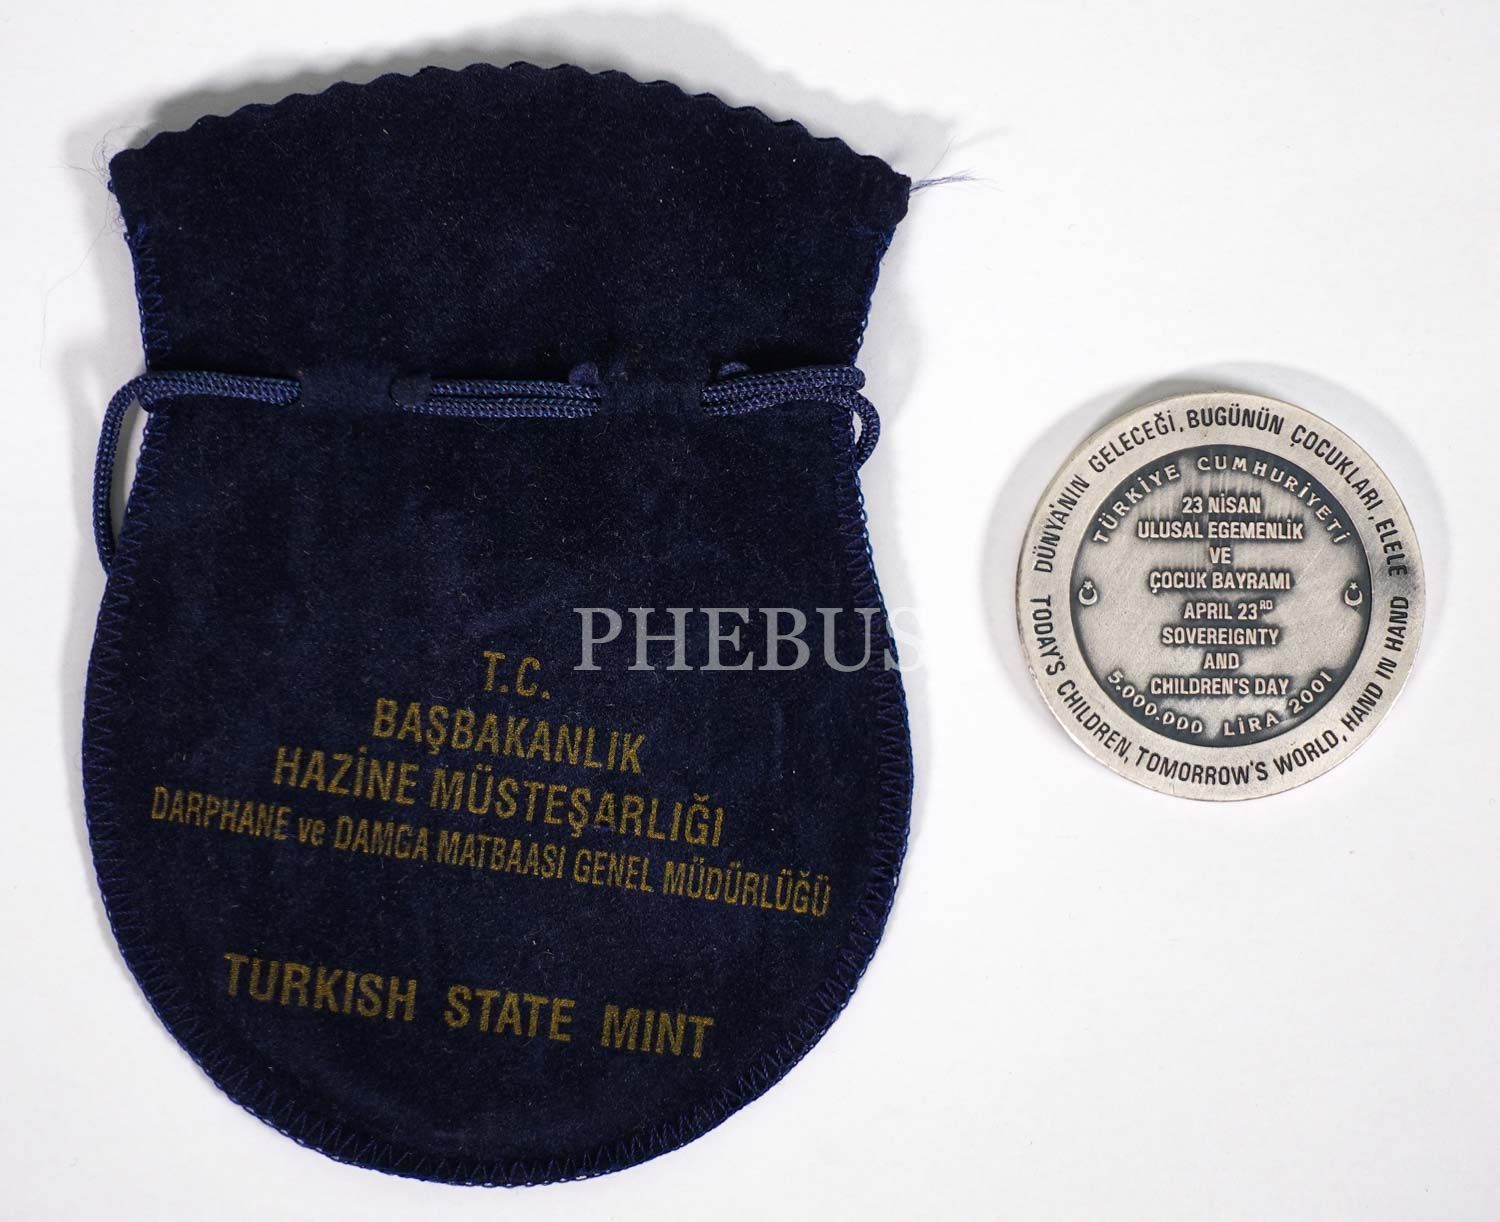 T.C.
BAŞBAKANLIK
HAZİNE MÜSTEŞARLIĞI
DARPHANE ve DAMGA MATBAASI GENEL MÜDÜRLÜĞÜ
TURKISH STATE MINT
PHEBUS
DÜNYA'NIN GELECEĞİ, BUGÜNÜN ÇOCUKLARI, ELELE
TODAY'S CHILDREN, TOMORROW'S WORLD, HAND IN HAND
TÜRKİYE CUMHURİYETİ
23 NİSAN
ULUSAL EGEMENLİK
VE
ÇOCUK BAYRAMI
APRIL 23RD
SOVEREIGNTY
AND
CHILDREN'S DAY
5.000.000 LİRA 2001